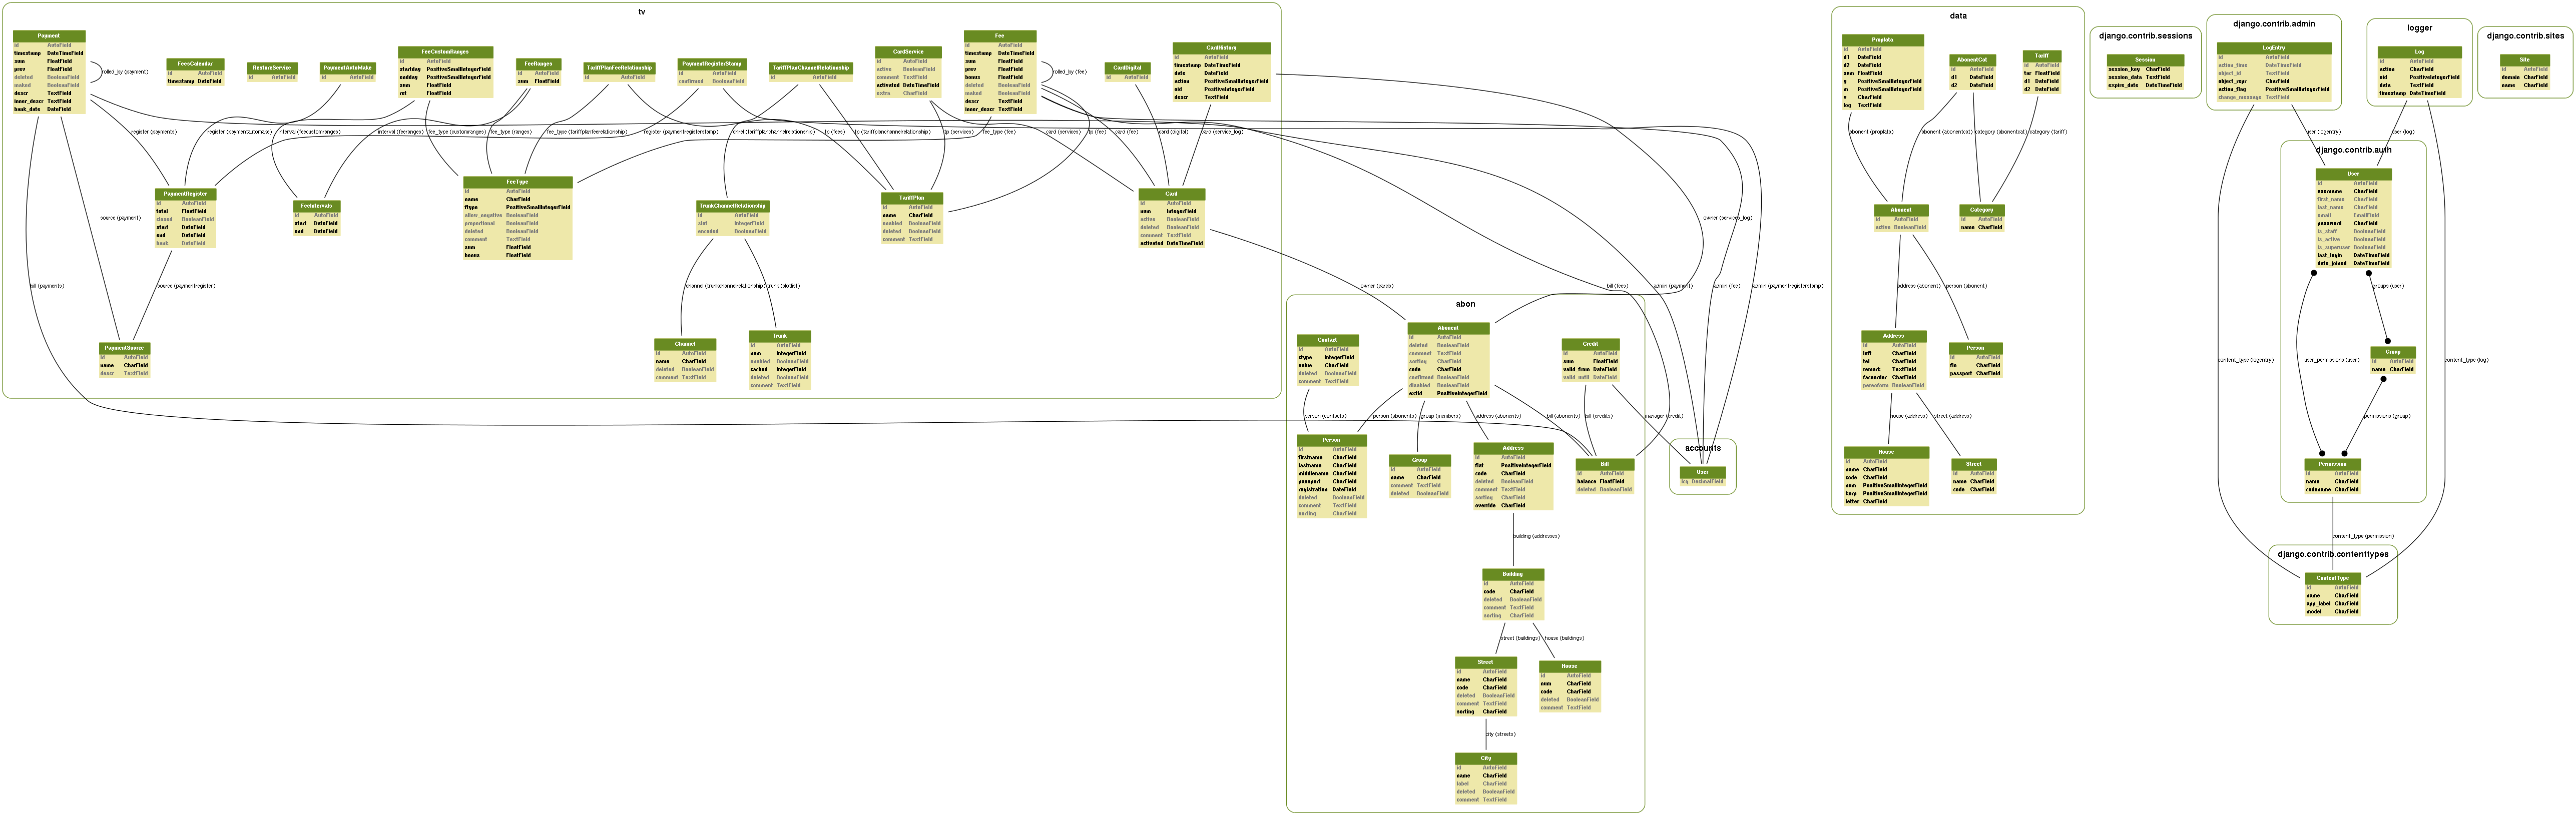 tv
Payment
id AutoField
timestamp DateTimeField
sum FloatField
prev FloatField
deleted BooleanField
maked BooleanField
descr TextField
inner_descr TextField
bank_date DateField
rolled_by (payment)
FeesCalendar
id AutoField
timestamp DateField
RestoreService
id AutoField
PaymentAutoMake
id AutoField
FeeCustomRanges
id AutoField
startday PositiveSmallIntegerField
endday PositiveSmallIntegerField
sum FloatField
ret FloatField
FeeRanges
id AutoField
sum FloatField
TariffPlanFeeRelationship
id AutoField
PaymentRegisterStamp
id AutoField
confirmed BooleanField
TariffPlanChannelRelationship
id AutoField
CardService
id AutoField
active BooleanField
comment TextField
activated DateTimeField
extra CharField
Fee
id AutoField
timestamp DateTimeField
sum FloatField
prev FloatField
bonus FloatField
deleted BooleanField
maked BooleanField
descr TextField
inner_descr TextField
rolled_by (fee)
CardDigital
id AutoField
CardHistory
id AutoField
timestamp DateTimeField
date DateField
action PositiveSmallIntegerField
oid PositiveIntegerField
descr TextField
register (payments)
register (paymentautomake)
interval (feecustomranges)
interval (feeranges)
fee_type (customranges)
fee_type (ranges)
fee_type (tariffplanfeerelationship)
register (paymentregisterstamp)
chrel (tariffplanchannelrelationship)
tp (fees)
tp (tariffplanchannelrelationship)
tp (services)
fee_type (fee)
card (services)
tp (fee)
card (fee)
card (digital)
card (service_log)
PaymentRegister
id AutoField
total FloatField
closed BooleanField
start DateField
end DateField
bank DateField
FeeIntervals
id AutoField
start DateField
end DateField
FeeType
id AutoField
name CharField
ftype PositiveSmallIntegerField
allow_negative BooleanField
proportional BooleanField
deleted BooleanField
comment TextField
sum FloatField
bonus FloatField
TrunkChannelRelationship
id AutoField
slot IntegerField
encoded BooleanField
TariffPlan
id AutoField
name CharField
enabled BooleanField
deleted BooleanField
comment TextField
Card
id AutoField
num IntegerField
active BooleanField
deleted BooleanField
comment TextField
activated DateTimeField
source (payment)
owner (services_log)
bill (payments)
source (paymentregister)
channel (trunkchannelrelationship)
trunk (slotlist)
owner (cards)
bill (fees)
admin (payment)
admin (fee)
admin (paymentregisterstamp)
PaymentSource
id AutoField
name CharField
descr TextField
Channel
id AutoField
name CharField
deleted BooleanField
comment TextField
Trunk
id AutoField
num IntegerField
enabled BooleanField
cached IntegerField
deleted BooleanField
comment TextField
abon
Contact
id AutoField
ctype IntegerField
value CharField
deleted BooleanField
comment TextField
Abonent
id AutoField
deleted BooleanField
comment TextField
sorting CharField
code CharField
confirmed BooleanField
disabled BooleanField
extid PositiveIntegerField
Credit
id AutoField
sum FloatField
valid_from DateField
valid_until DateField
person (contacts)
person (abonents)
group (members)
address (abonents)
bill (abonents)
bill (credits)
manager (credit)
Person
id AutoField
firstname CharField
lastname CharField
middlename CharField
passport CharField
registration DateField
deleted BooleanField
comment TextField
sorting CharField
Group
id AutoField
name CharField
comment TextField
deleted BooleanField
Address
id AutoField
flat PositiveIntegerField
code CharField
deleted BooleanField
comment TextField
sorting CharField
override CharField
Bill
id AutoField
balance FloatField
deleted BooleanField
accounts
User
icq DecimalField
building (addresses)
Building
id AutoField
code CharField
deleted BooleanField
comment TextField
sorting CharField
street (buildings)
house (buildings)
Street
id AutoField
name CharField
code CharField
deleted BooleanField
comment TextField
sorting CharField
House
id AutoField
num CharField
code CharField
deleted BooleanField
comment TextField
city (streets)
City
id AutoField
name CharField
label CharField
deleted BooleanField
comment TextField
data
Proplata
id AutoField
d1 DateField
d2 DateField
sum FloatField
y PositiveSmallIntegerField
m PositiveSmallIntegerField
v CharField
log TextField
AbonentCat
id AutoField
d1 DateField
d2 DateField
Tariff
id AutoField
tar FloatField
d1 DateField
d2 DateField
abonent (proplata)
abonent (abonentcat)
category (abonentcat)
category (tariff)
Abonent
id AutoField
active BooleanField
Category
id AutoField
name CharField
address (abonent)
person (abonent)
Address
id AutoField
loft CharField
tel CharField
remark TextField
faceorder CharField
pereoform BooleanField
Person
id AutoField
fio CharField
passport CharField
house (address)
street (address)
House
id AutoField
name CharField
code CharField
num PositiveSmallIntegerField
karp PositiveSmallIntegerField
letter CharField
Street
id AutoField
name CharField
code CharField
django.contrib.sessions
Session
session_key CharField
session_data TextField
expire_date DateTimeField
django.contrib.admin
LogEntry
id AutoField
action_time DateTimeField
object_id TextField
object_repr CharField
action_flag PositiveSmallIntegerField
change_message TextField
logger
Log
id AutoField
action CharField
oid PositiveIntegerField
data TextField
timestamp DateTimeField
django.contrib.sites
Site
id AutoField
domain CharField
name CharField
user (logentry)
user (log)
django.contrib.auth
User
id AutoField
username CharField
first_name CharField
last_name CharField
email EmailField
password CharField
is_staff BooleanField
is_active BooleanField
is_superuser BooleanField
last_login DateTimeField
date_joined DateTimeField
groups (user)
content_type (logentry)
user_permissions (user)
content_type (log)
Group
id AutoField
name CharField
permissions (group)
Permission
id AutoField
name CharField
codename CharField
content_type (permission)
django.contrib.contenttypes
ContentType
id AutoField
name CharField
app_label CharField
model CharField